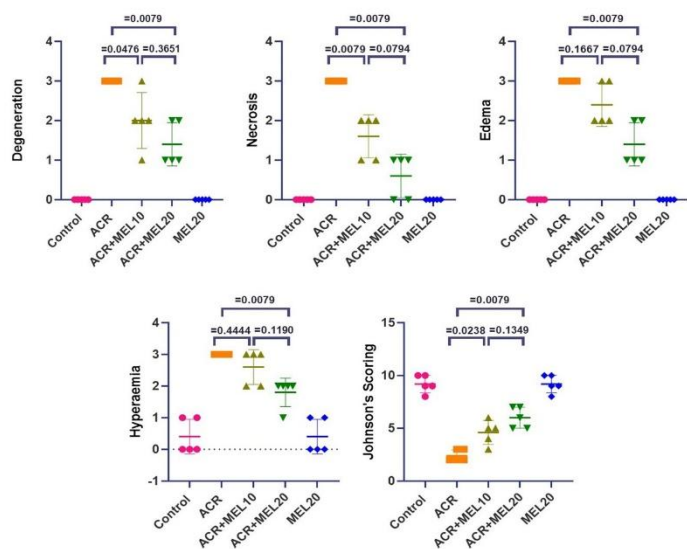 =0.0079
=0.0476 =0.3651
Degeneration
4
3
2
1
0
Control
ACR
ACR+MEL10
ACR+MEL20
MEL20
=0.0079
=0.0079 =0.0794
Necrosis
4
3
2
1
0
Control
ACR
ACR+MEL10
ACR+MEL20
MEL20
=0.0079
=0.1667 =0.0794
Edema
4
3
2
1
0
Control
ACR
ACR+MEL10
ACR+MEL20
MEL20
=0.0079
=0.4444 =0.1190
Hyperaemia
4
3
2
1
0
-1
Control
ACR
ACR+MEL10
ACR+MEL20
MEL20
=0.0079
=0.0238 =0.1349
Johnson's Scoring
15
10
5
0
Control
ACR
ACR+MEL10
ACR+MEL20
MEL20